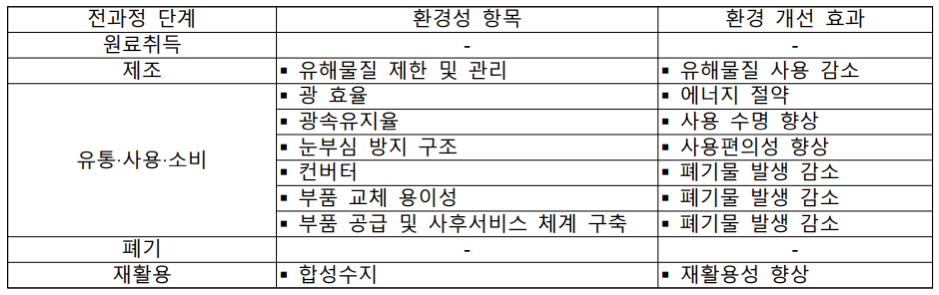 전과정 단계 환경성 항목 환경 개선 효과
원료취득 - -
제조 ▪ 유해물질 제한 및 관리 ▪ 유해물질 사용 감소
▪ 광 효율 ▪ 에너지 절약
▪ 광속유지율 ▪ 사용 수명 향상
유통·사용·소비 ▪ 눈부심 방지 구조 ▪ 사용편의성 향상
▪ 컨버터 ▪ 폐기물 발생 감소
▪ 부품 교체 용이성 ▪ 폐기물 발생 감소
▪ 부품 공급 및 사후서비스 체계 구축 ▪ 폐기물 발생 감소
폐기 - -
재활용 ▪ 합성수지 ▪ 재활용성 향상